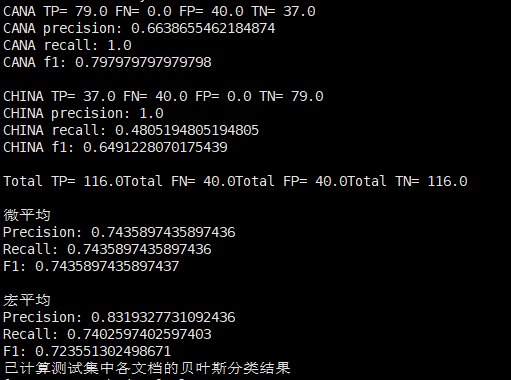 CANA TP= 79.0 FN= 0.0 FP= 40.0 TN= 37.0
CANA precision: 0.6638655462184874
CANA recall: 1.0
CANA f1: 0.797979797979798
CHINA TP= 37.0 FN= 40.0 FP= 0.0 TN= 79.0
CHINA precision: 1.0
CHINA recall: 0.4805194805194805
CHINA f1: 0.6491228070175439
Total TP= 116.0Total FN= 40.0Total FP= 40.0Total TN= 116.0
微平均
Precision: 0.7435897435897436
Recall: 0.7435897435897436
F1: 0.743589743589743​7
宏平均
Precision: 0.8319327731092436
Recall: 0.7402597402597403
F1: 0.723551302498671
已计算测试集中各文档的贝叶斯分类结果